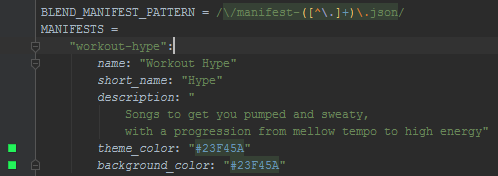 BLEND_MANIFEST_PATTERN = /\/manifest-([^\.]+)\.json/
MANIFESTS =
"workout-hype":
name: "Workout Hype"
short_name: "Hype"
description: "
Songs to get you pumped and sweaty,
with a progression from mellow tempo to high energy"
theme_color: "#23F45A"
background_color: "#23F45A"